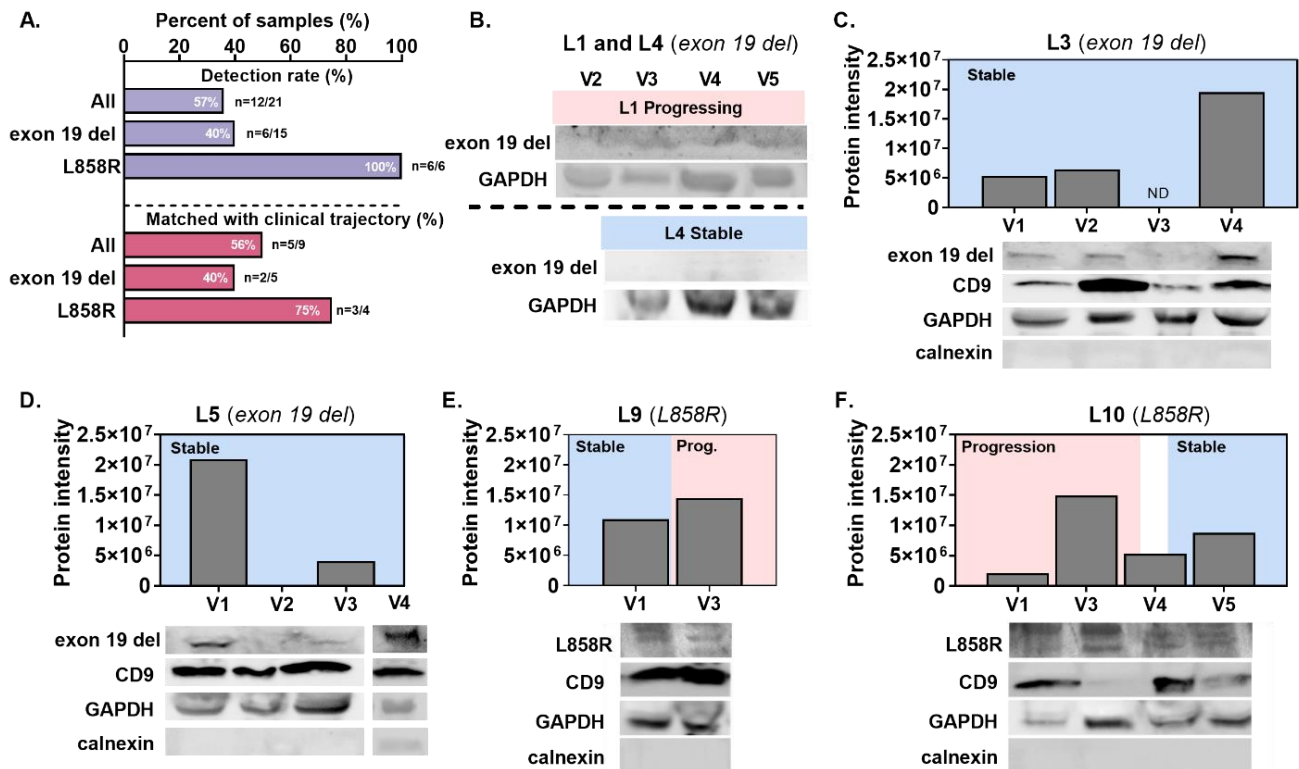 A.
Percent of samples (%)
0 20 40 60 80 100
Detection rate (%)
All 57% n=12/21
exon 19 del 40% n=6/15
L858R 100% n=6/6
Matched with clinical trajectory (%)
All 56% n=5/9
exon 19 del 40% n=2/5
L858R 75% n=3/4
B.
L1 and L4 (exon 19 del)
V2 V3 V4 V5
L1 Progressing
exon 19 del
GAPDH
L4 Stable
exon 19 del
GAPDH
C.
L3 (exon 19 del)
Protein intensity
2.5×10⁷
2×10⁷
1.5×10⁷
1×10⁷
5×10⁶
0
Stable
ND
V1 V2 V3 V4
exon 19 del
CD9
GAPDH
calnexin
D.
L5 (exon 19 del)
Protein intensity
2.5×10⁷
2×10⁷
1.5×10⁷
1×10⁷
5×10⁶
0
Stable
V1 V2 V3 V4
exon 19 del
CD9
GAPDH
calnexin
E.
L9 (L858R)
Protein intensity
2.5×10⁷
2×10⁷
1.5×10⁷
1×10⁷
5×10⁶
0
Stable Prog.
V1 V3
L858R
CD9
GAPDH
calnexin
F.
L10 (L858R)
Protein intensity
2.5×10⁷
2×10⁷
1.5×10⁷
1×10⁷
5×10⁶
0
Progression Stable
V1 V3 V4 V5
L858R
CD9
GAPDH
calnexin